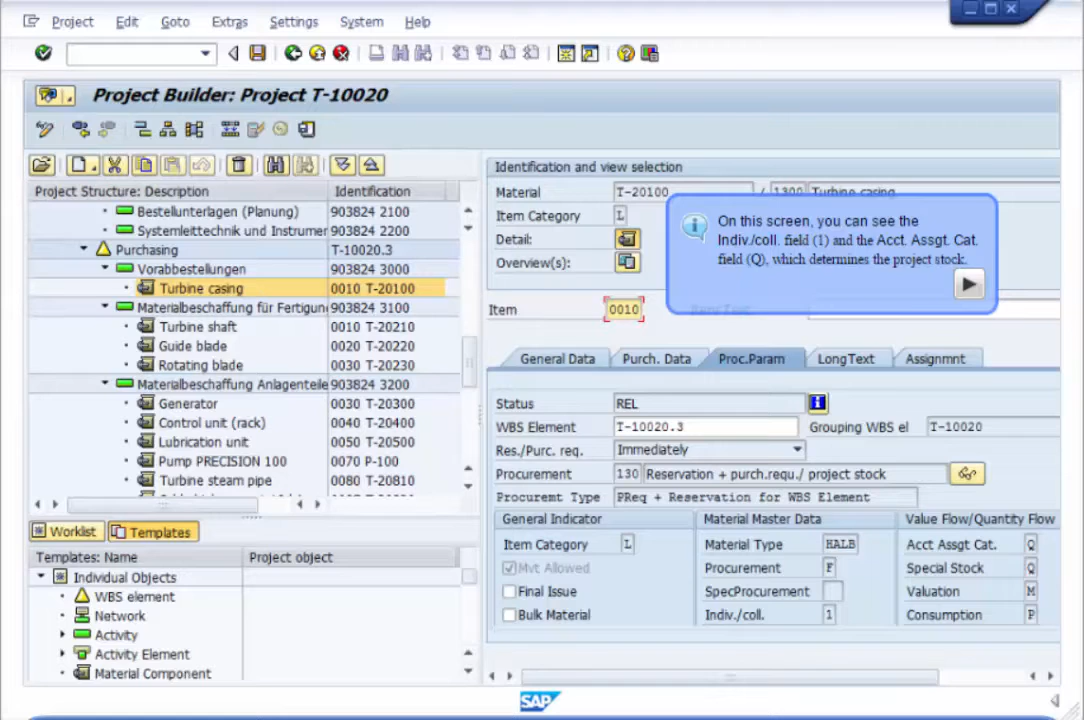 Project Edit Goto Extras Settings System Help
Project Builder: Project T-10020
Project Structure: Description Identification
Bestellunterlagen (Planung) 903824 2100
Systemleittechnik und Instrumer 903824 2200
Purchasing T-10020.3
Vorabbestellungen 903824 3000
Turbine casing 0010 T-20100
Materialbeschaffung für Fertigung 903824 3100
Turbine shaft 0010 T-20210
Guide blade 0020 T-20220
Rotating blade 0030 T-20230
Materialbeschaffung Anlagenteile 903824 3200
Generator 0030 T-20300
Control unit (rack) 0040 T-20400
Lubrication unit 0050 T-20500
Pump PRECISION 100 0070 P-100
Turbine steam pipe 0080 T-20810
Worklist Templates
Templates: Name Project object
Individual Objects
WBS element
Network
Activity
Activity Element
Material Component
Identification and view selection
Material T-20100 / 1300 Turbine casing
Item Category L
Detail:
Overview(s):
On this screen, you can see the
Indiv./coll. field (1) and the Acct. Assgt. Cat.
field (Q), which determines the project stock.
Item 0010
General Data Purch. Data Proc.Param LongText Assignmnt
Status REL
WBS Element T-10020.3 Grouping WBS el T-10020
Res./Purc. req. Immediately
Procurement 130 Reservation + purch.requ./ project stock
Procuremt Type PReq + Reservation for WBS Element
General Indicator Material Master Data Value Flow/Quantity Flow
Item Category L Material Type HALB Acct Assgt Cat. Q
Mvt Allowed Procurement F Special Stock Q
Final Issue SpecProcurement Valuation M
Bulk Material Indiv./coll. 1 Consumption P
SAP